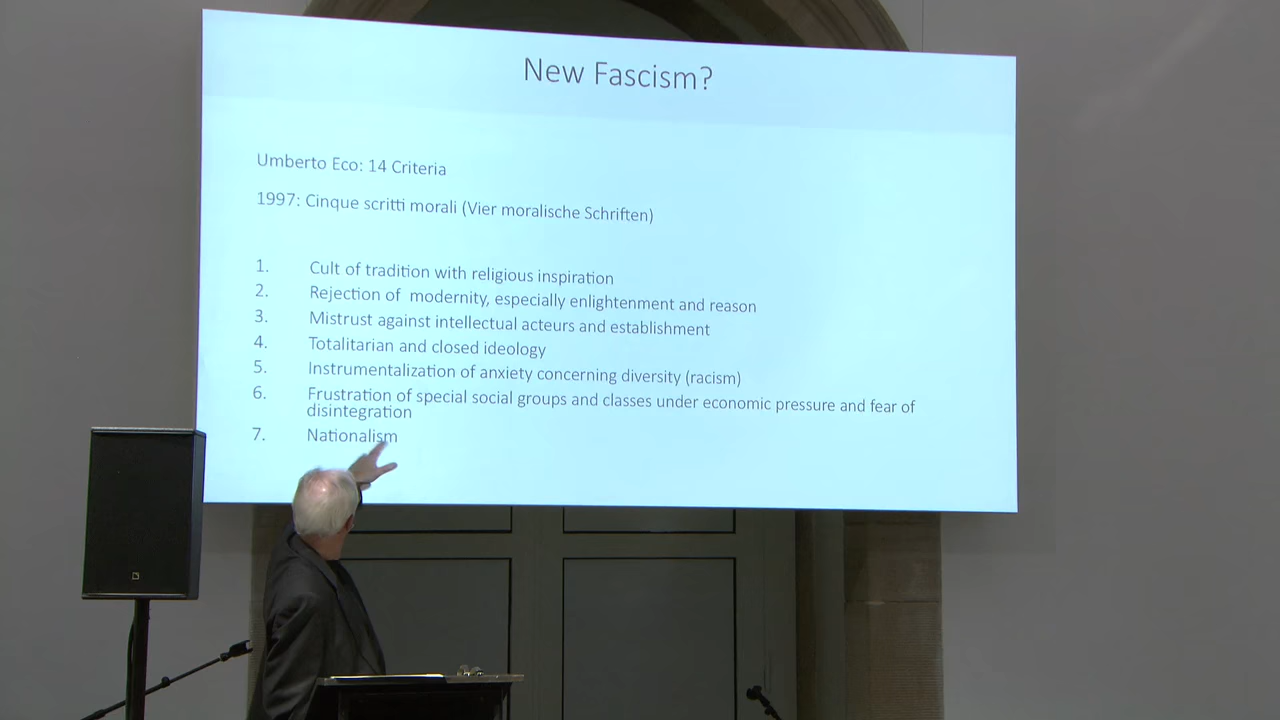 New Fascism?
Umberto Eco: 14 Criteria
1997: Cinque scritti morali (Vier moralische Schriften)
1. Cult of tradition with religious inspiration
2. Rejection of modernity, especially enlightenment and reason
3. Mistrust against intellectual acteurs and establishment
4. Totalitarian and closed ideology
5. Instrumentalization of anxiety concerning diversity (racism)
6. Frustration of special social groups and classes under economic pressure and fear of
disintegration
7. Nationalism